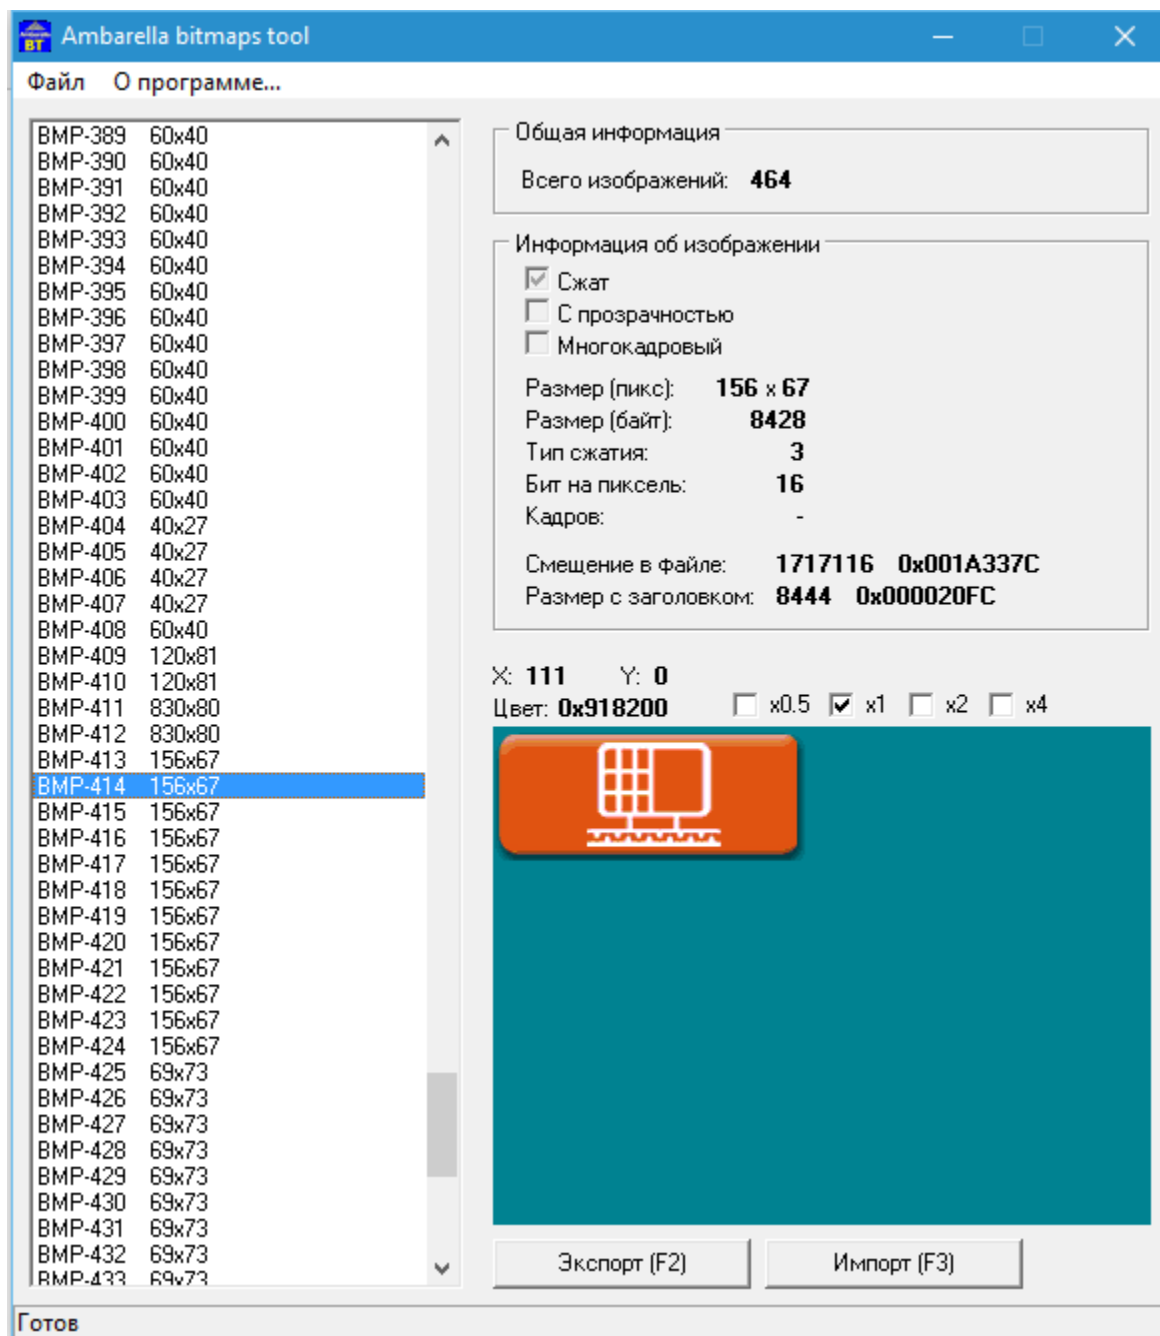 Ambarella bitmaps tool
Файл О программе...
BMP-389 60x40
BMP-390 60x40
BMP-391 60x40
BMP-392 60x40
BMP-393 60x40
BMP-394 60x40
BMP-395 60x40
BMP-396 60x40
BMP-397 60x40
BMP-398 60x40
BMP-399 60x40
BMP-400 60x40
BMP-401 60x40
BMP-402 60x40
BMP-403 60x40
BMP-404 40x27
BMP-405 40x27
BMP-406 40x27
BMP-407 40x27
BMP-408 60x40
BMP-409 120x81
BMP-410 120x81
BMP-411 830x80
BMP-412 830x80
BMP-413 156x67
BMP-414 156x67
BMP-415 156x67
BMP-416 156x67
BMP-417 156x67
BMP-418 156x67
BMP-419 156x67
BMP-420 156x67
BMP-421 156x67
BMP-422 156x67
BMP-423 156x67
BMP-424 156x67
BMP-425 69x73
BMP-426 69x73
BMP-427 69x73
BMP-428 69x73
BMP-429 69x73
BMP-430 69x73
BMP-431 69x73
BMP-432 69x73
BMP-433 69x73
Общая информация
Всего изображений: 464
Информация об изображении
Сжат
С прозрачностью
Многокадровый
Размер (пикс): 156 x 67
Размер (байт): 8428
Тип сжатия: 3
Бит на пиксель: 16
Кадров: -
Смещение в файле: 1717116 0x001A337C
Размер с заголовком: 8444 0x000020FC
X: 111 Y: 0
Цвет: 0x918200 x0.5 x1 x2 x4
Экспорт (F2) Импорт (F3)
Готов